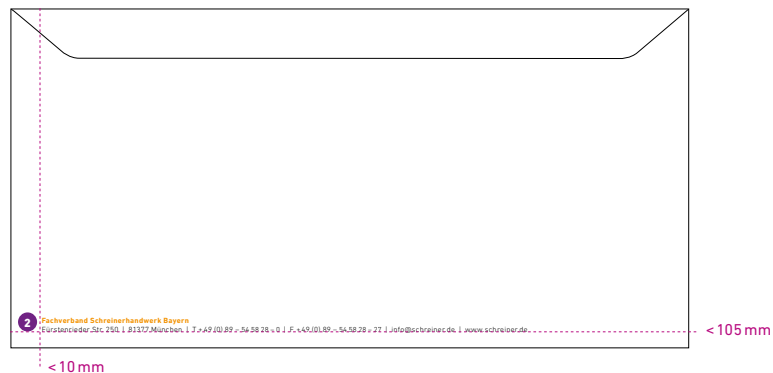 2
Fachverband Schreinerhandwerk Bayern
Fürstenrieder Str. 250 | 81377 München | T +49 (0) 89 – 54 58 28 – 0 | F +49 (0) 89 – 54 58 28 – 27 | info@schreiner.de | www.schreiner.de
< 105 mm
< 10 mm